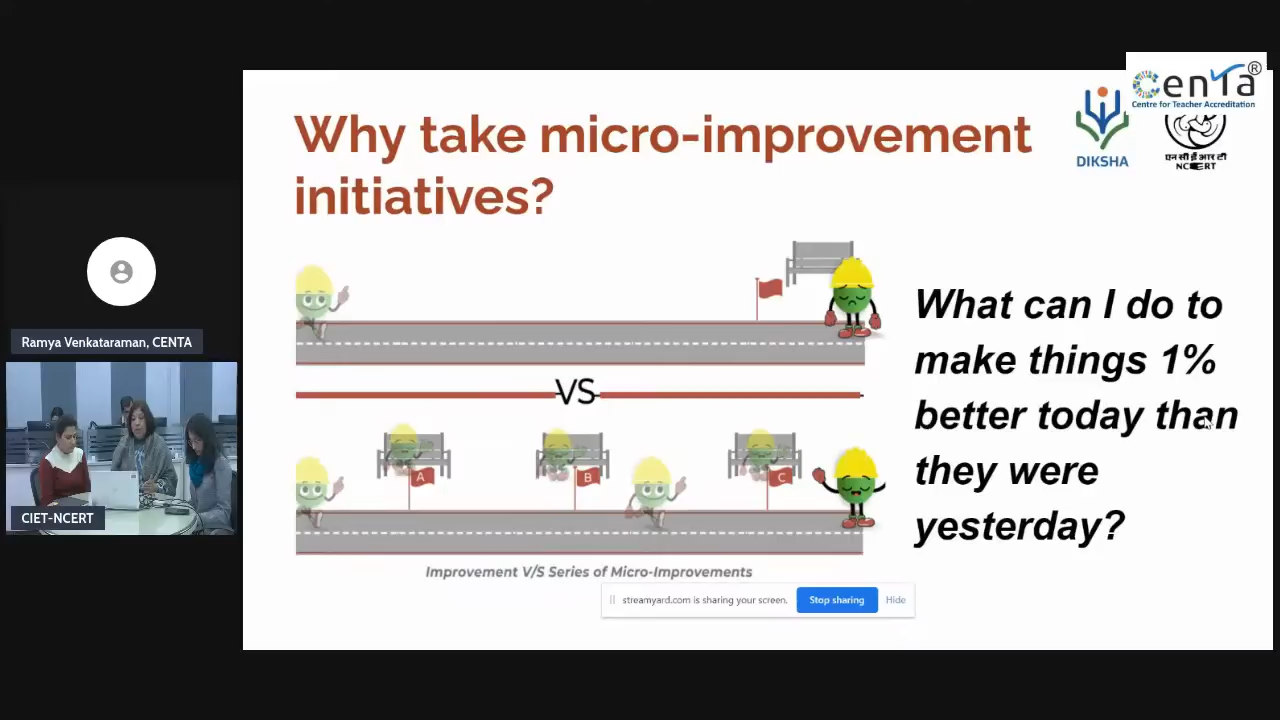 Why take micro-improvement
initiatives?
DIKSHA
CenTa®
Centre for Teacher Accreditation
एन सी ई आर टी
NCERT
What can I do to
make things 1%
better today than
they were
yesterday?
VS
A
B
C
Improvement V/S Series of Micro-Improvements
streamyard.com is sharing your screen.
Stop sharing
Hide
Ramya Venkataraman, CENTA
CIET-NCERT